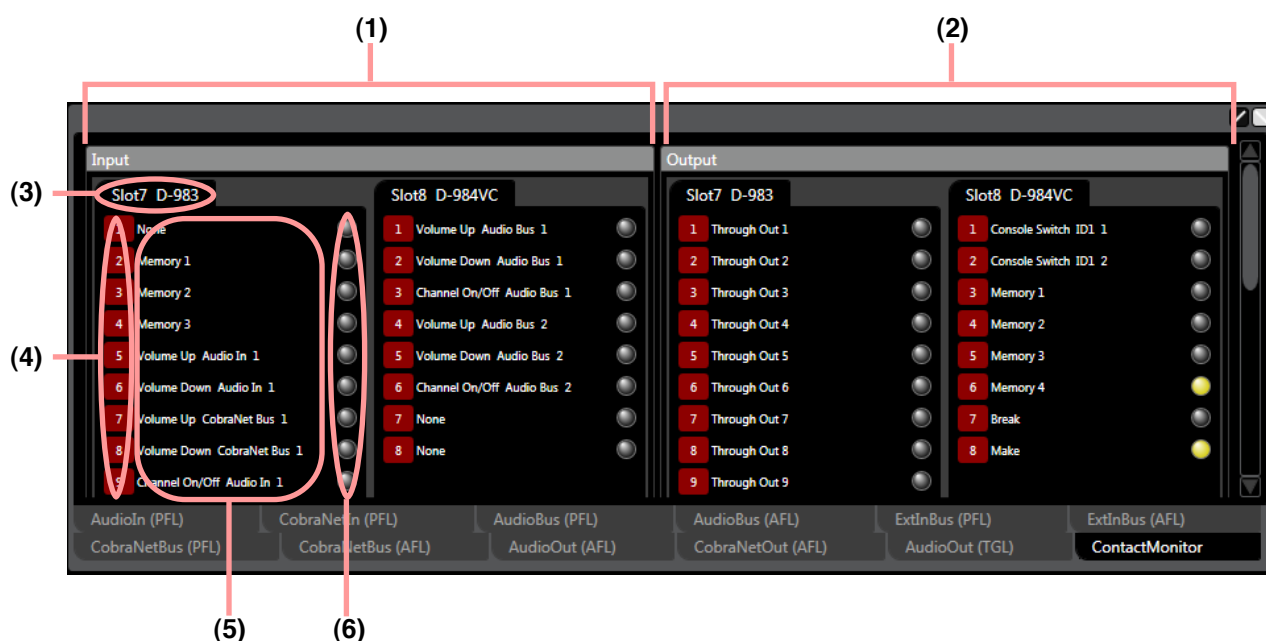 (1)
(2)
Input
Output
(3)
Slot7 D-983
Slot8 D-984VC
Slot7 D-983
Slot8 D-984VC
1 None
1 Volume Up Audio Bus 1
1 Through Out 1
1 Console Switch ID1 1
2 Memory 1
2 Volume Down Audio Bus 1
2 Through Out 2
2 Console Switch ID1 2
3 Memory 2
3 Channel On/Off Audio Bus 1
3 Through Out 3
3 Memory 1
4 Memory 3
4 Volume Up Audio Bus 2
4 Through Out 4
4 Memory 2
(4)
5 Volume Up Audio In 1
5 Volume Down Audio Bus 2
5 Through Out 5
5 Memory 3
6 Volume Down Audio In 1
6 Channel On/Off Audio Bus 2
6 Through Out 6
6 Memory 4
7 Volume Up CobraNet Bus 1
7 None
7 Through Out 7
7 Break
8 Volume Down CobraNet Bus 1
8 None
8 Through Out 8
8 Make
9 Channel On/Off Audio In 1
9 Through Out 9
AudioIn (PFL)
CobraNetIn (PFL)
AudioBus (PFL)
AudioBus (AFL)
ExtInBus (PFL)
ExtInBus (AFL)
CobraNetBus (PFL)
CobraNetBus (AFL)
AudioOut (AFL)
CobraNetOut (AFL)
AudioOut (TGL)
ContactMonitor
(5)
(6)